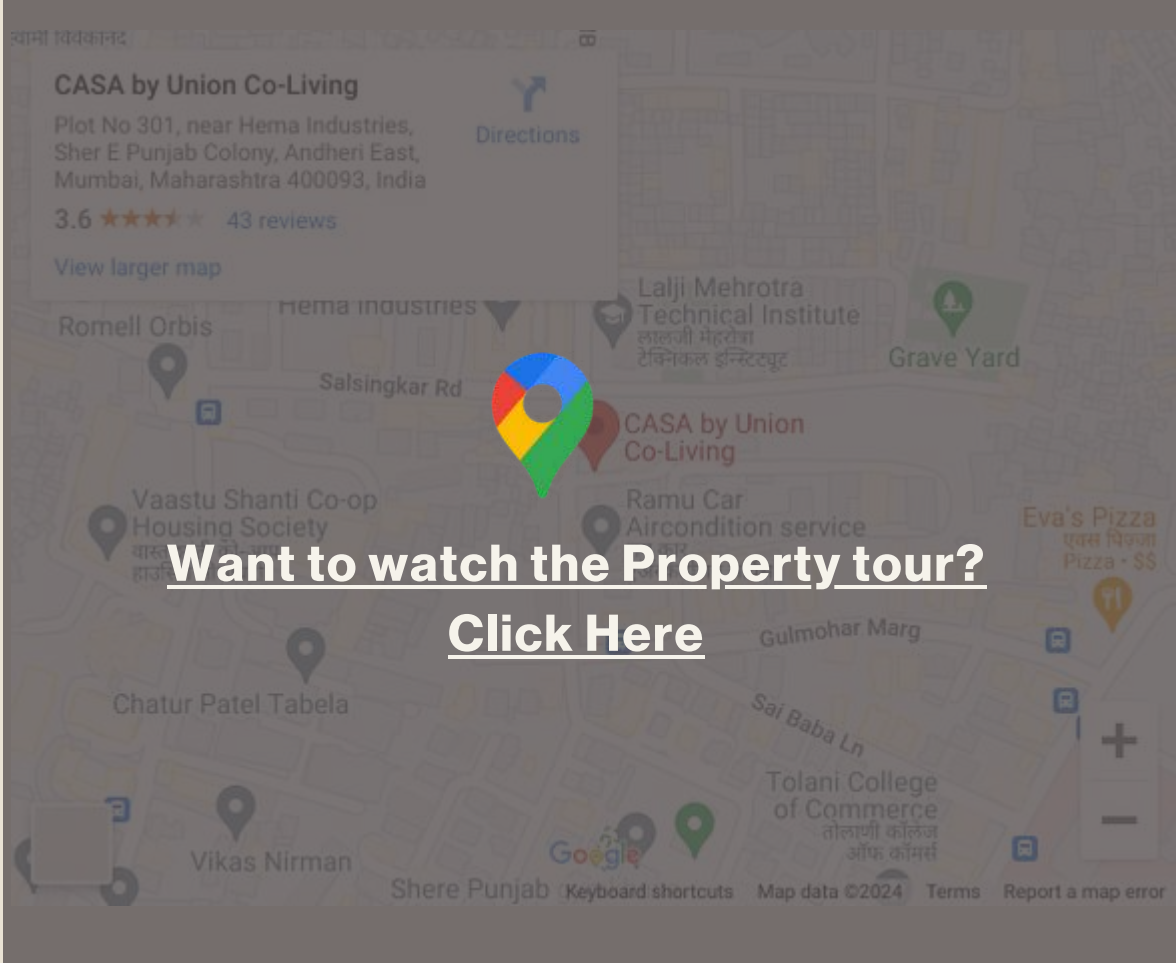 स्वामी विवेकानंद
CASA by Union Co-Living
Directions
Plot No 301, near Hema Industries,
Sher E Punjab Colony, Andheri East,
Mumbai, Maharashtra 400093, India
3.6 43 reviews
View larger map
Hema Industries
Lalji Mehrotra
Technical Institute
लालजी मेहरोत्रा
टेक्निकल इन्स्टिट्यूट
Romell Orbis
Grave Yard
Salsingkar Rd
CASA by Union
Co-Living
Vaastu Shanti Co-op
Housing Society
Ramu Car
Aircondition service
Eva's Pizza
एवस पिज्जा
Pizza • $$
Want to watch the Property tour?
Click Here
Gulmohar Marg
Chatur Patel Tabela
Sai Baba Ln
+
Tolani College
of Commerce
तोलाणी कॉलेज
ऑफ कॉमर्स
−
Vikas Nirman
Google
Shere Punjab
Keyboard shortcuts Map data ©2024 Terms Report a map error